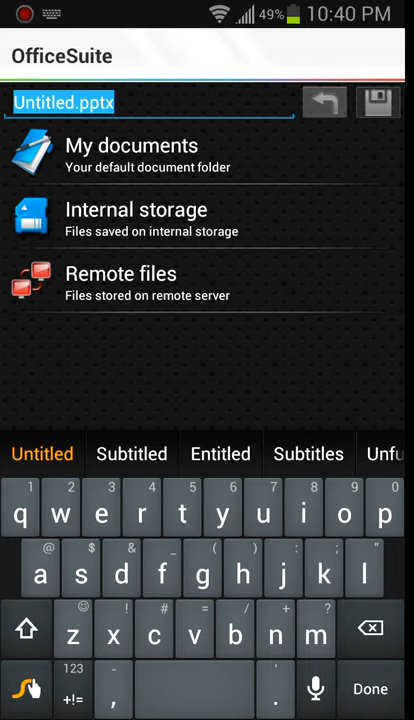 49% 10:40 PM
OfficeSuite
Untitled.pptx
My documents
Your default document folder
Internal storage
Files saved on internal storage
Remote files
Files stored on remote server
Untitled Subtitled Entitled Subtitles Unfu
1 2 3 4 5 6 7 8 9 0
q w e r t y u i o p
@ $ & _ ( ) : ; "
a s d f g h j k l
! # = / + ?
z x c v b n m
123 - '
+!= , . Done